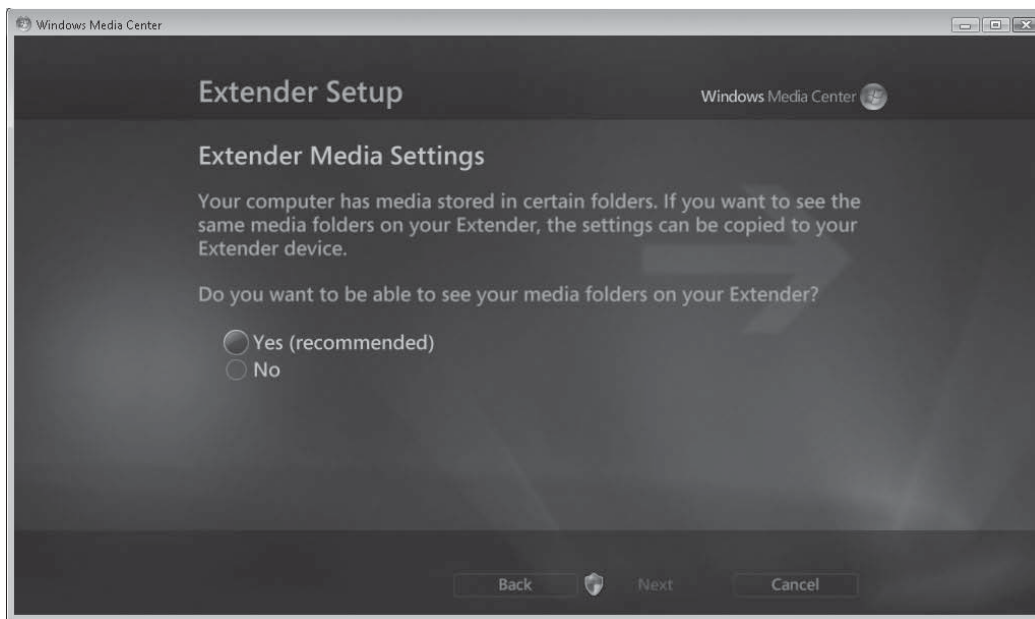 Windows Media Center
Extender Setup
Windows Media Center
Extender Media Settings
Your computer has media stored in certain folders. If you want to see the
same media folders on your Extender, the settings can be copied to your
Extender device.
Do you want to be able to see your media folders on your Extender?
Yes (recommended)
No
Back
Next
Cancel